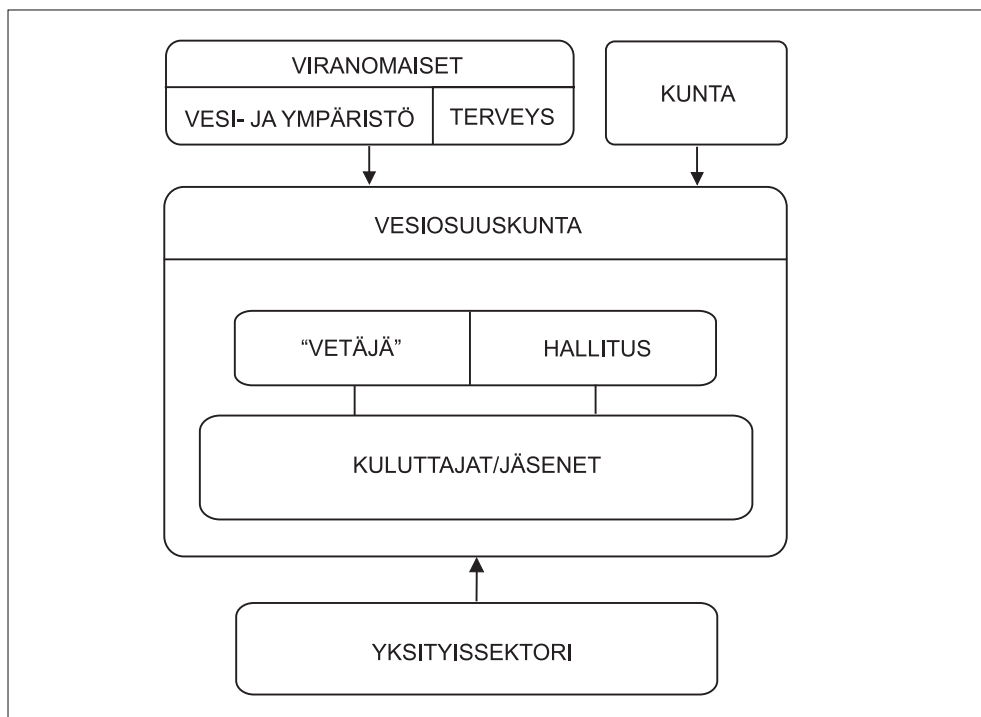 VIRANOMAISET
KUNTA
VESI- JA YMPÄRISTÖ
TERVEYS
VESIOSUUSKUNTA
“VETÄJÄ”
HALLITUS
KULUTTAJAT/JÄSENET
YKSITYISSEKTORI